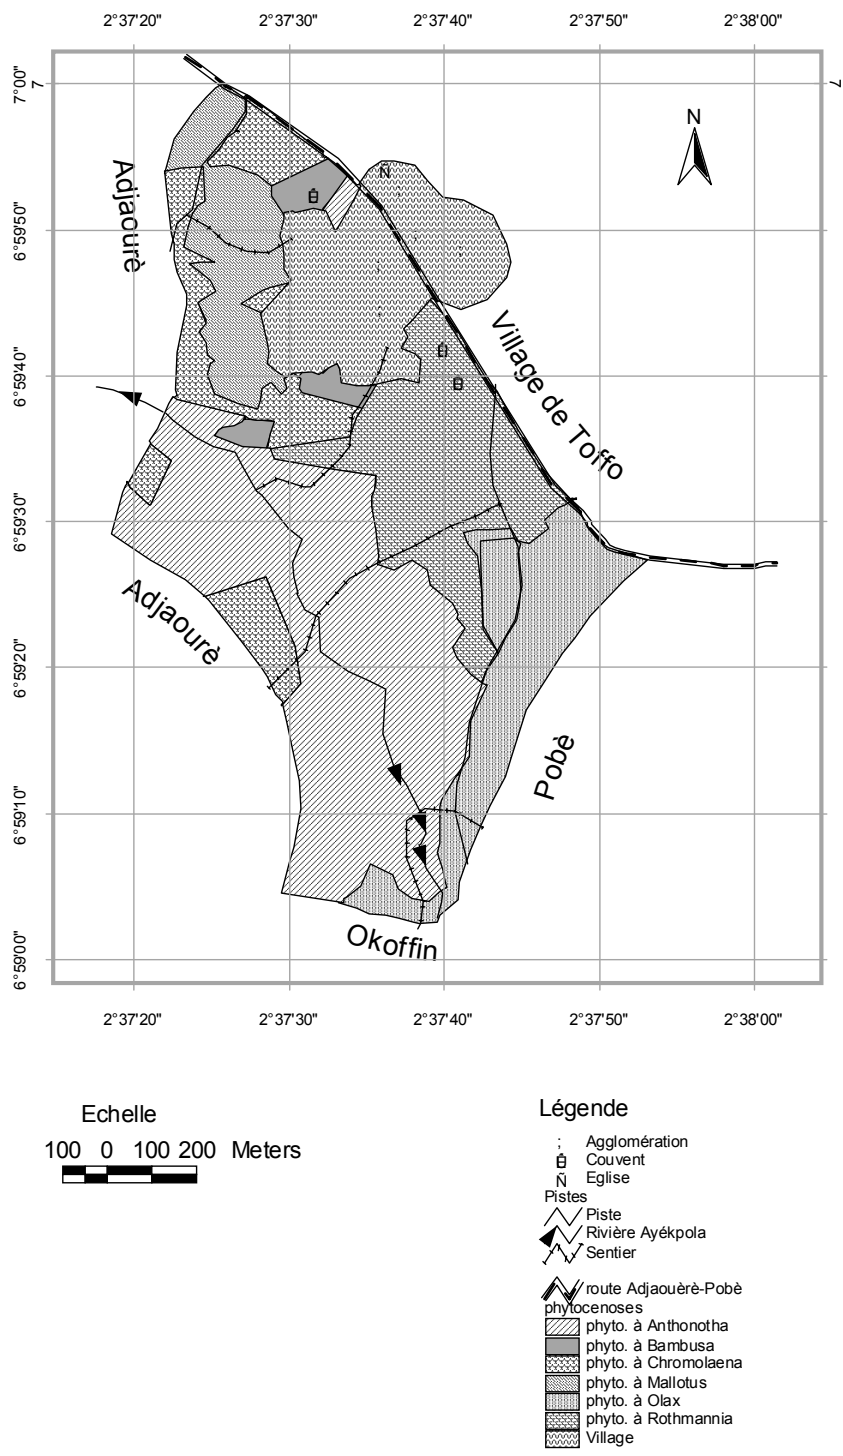 2°37'20" 2°37'30" 2°37'40" 2°37'50" 2°38'00"
7°00" 7 7
N
Ñ
Adjaourè
6°59'50"
Village de Toffo
6°59'40"
6°59'30"
Adjaourè
6°59'20"
Pobè
6°59'10"
Okoffin
6°59'00"
2°37'20" 2°37'30" 2°37'40" 2°37'50" 2°38'00"
Echelle
100 0 100 200 Meters
Légende
; Agglomération
Couvent
Ñ Eglise
Pistes
Piste
Rivière Ayékpola
Sentier
route Adjaouèrè-Pobè
phytocenoses
phyto. à Anthonotha
phyto. à Bambusa
phyto. à Chromolaena
phyto. à Mallotus
phyto. à Olax
phyto. à Rothmannia
Village